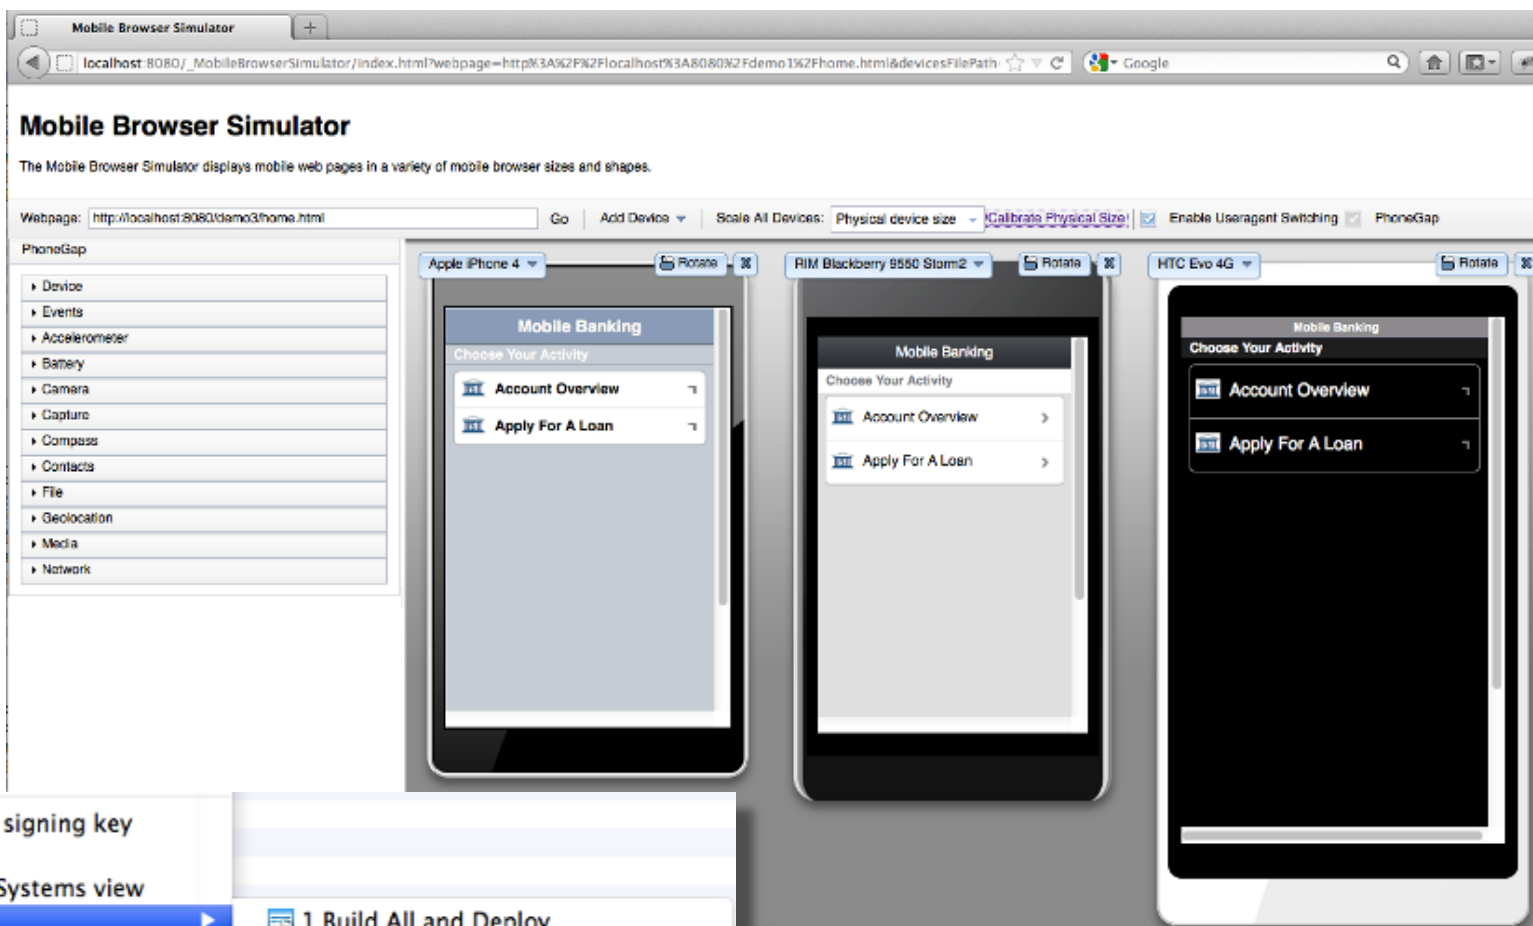 Mobile Browser Simulator
+
localhost:8080/_MobileBrowserSimulator/index.html?webpage=http%3A%2F%2Flocalhost%3A8080%2Fdemo1%2Fhome.html&devicesFilePath
Google
Mobile Browser Simulator
The Mobile Browser Simulator displays mobile web pages in a variety of mobile browser sizes and shapes.
Webpage: http://localhost:8080/demo3/home.html Go Add Device Scale All Devices: Physical device size Calibrate Physical Size! Enable Useragent Switching PhoneGap
PhoneGap
Device
Events
Accelerometer
Battery
Camera
Capture
Compass
Contacts
File
Geolocation
Media
Network
Apple iPhone 4 Rotate
Mobile Banking
Choose Your Activity
Account Overview
Apply For A Loan
RIM Blackberry 9550 Storm2 Rotate
Mobile Banking
Choose Your Activity
Account Overview
Apply For A Loan
HTC Evo 4G Rotate
Mobile Banking
Choose Your Activity
Account Overview
Apply For A Loan
signing key
Systems view
1 Build All and Deploy